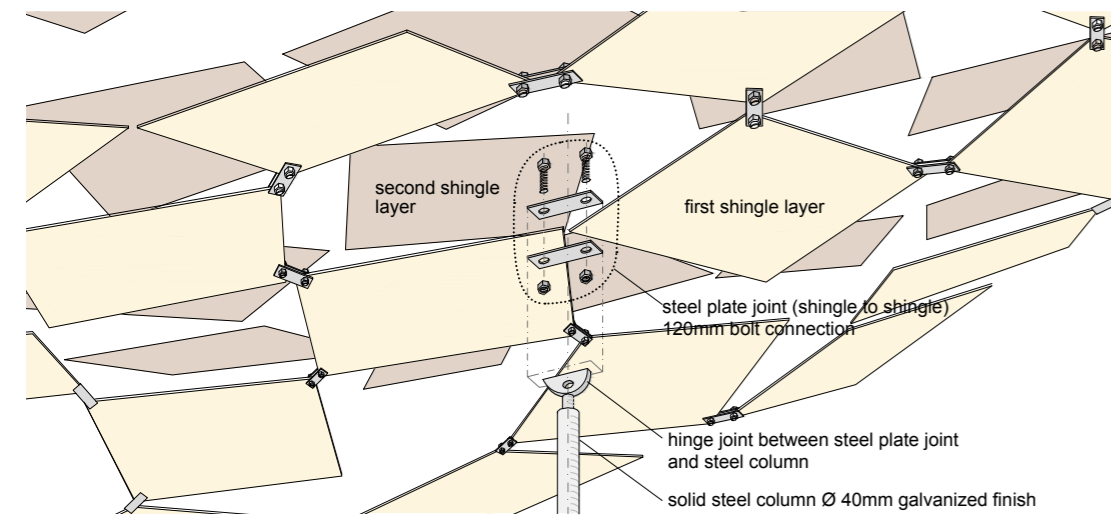 second shingle
layer
first shingle layer
steel plate joint (shingle to shingle)
120mm bolt connection
hinge joint between steel plate joint
and steel column
solid steel column Ø 40mm galvanized finish